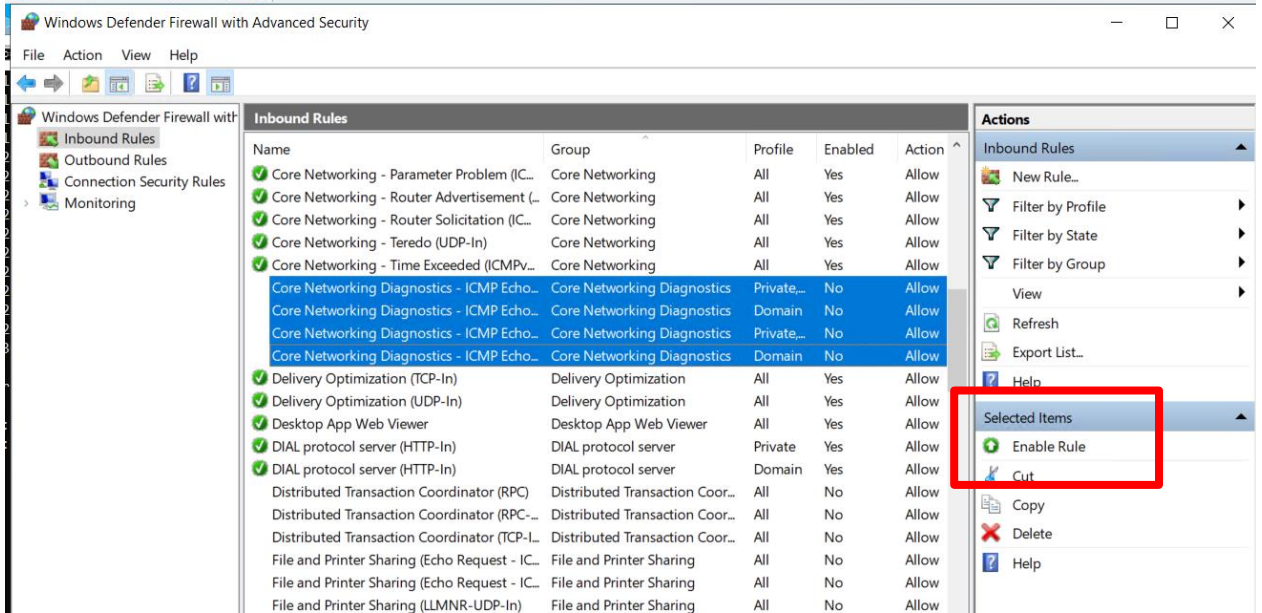 Windows Defender Firewall with Advanced Security
File Action View Help
Windows Defender Firewall with
Inbound Rules
Outbound Rules
Connection Security Rules
Monitoring
Inbound Rules
Name Group Profile Enabled Action
Core Networking - Parameter Problem (IC... Core Networking All Yes Allow
Core Networking - Router Advertisement (... Core Networking All Yes Allow
Core Networking - Router Solicitation (IC... Core Networking All Yes Allow
Core Networking - Teredo (UDP-In) Core Networking All Yes Allow
Core Networking - Time Exceeded (ICMPv... Core Networking All Yes Allow
Core Networking Diagnostics - ICMP Echo... Core Networking Diagnostics Private,... No Allow
Core Networking Diagnostics - ICMP Echo... Core Networking Diagnostics Domain No Allow
Core Networking Diagnostics - ICMP Echo... Core Networking Diagnostics Private,... No Allow
Core Networking Diagnostics - ICMP Echo... Core Networking Diagnostics Domain No Allow
Delivery Optimization (TCP-In) Delivery Optimization All Yes Allow
Delivery Optimization (UDP-In) Delivery Optimization All Yes Allow
Desktop App Web Viewer Desktop App Web Viewer All Yes Allow
DIAL protocol server (HTTP-In) DIAL protocol server Private Yes Allow
DIAL protocol server (HTTP-In) DIAL protocol server Domain Yes Allow
Distributed Transaction Coordinator (RPC) Distributed Transaction Coor... All No Allow
Distributed Transaction Coordinator (RPC-... Distributed Transaction Coor... All No Allow
Distributed Transaction Coordinator (TCP-I... Distributed Transaction Coor... All No Allow
File and Printer Sharing (Echo Request - IC... File and Printer Sharing All No Allow
File and Printer Sharing (Echo Request - IC... File and Printer Sharing All No Allow
File and Printer Sharing (LLMNR-UDP-In) File and Printer Sharing All No Allow
Actions
Inbound Rules
New Rule...
Filter by Profile
Filter by State
Filter by Group
View
Refresh
Export List...
Help
Selected Items
Enable Rule
Cut
Copy
Delete
Help